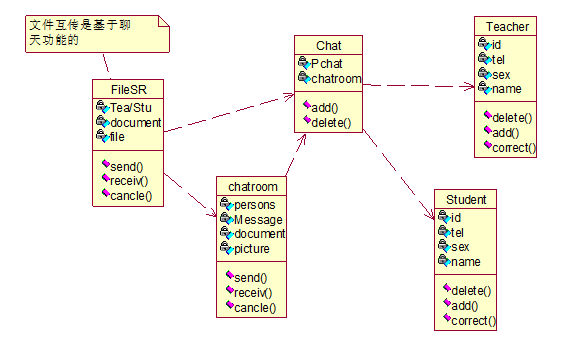 文件互传是基于聊
天功能的
FileSR
Tea/Stu
document
file
send()
receiv()
cancle()
Chat
Pchat
chatroom
add()
delete()
chatroom
persons
Message
document
picture
send()
receiv()
cancle()
Teacher
id
tel
sex
name
delete()
add()
correct()
Student
id
tel
sex
name
delete()
add()
correct()